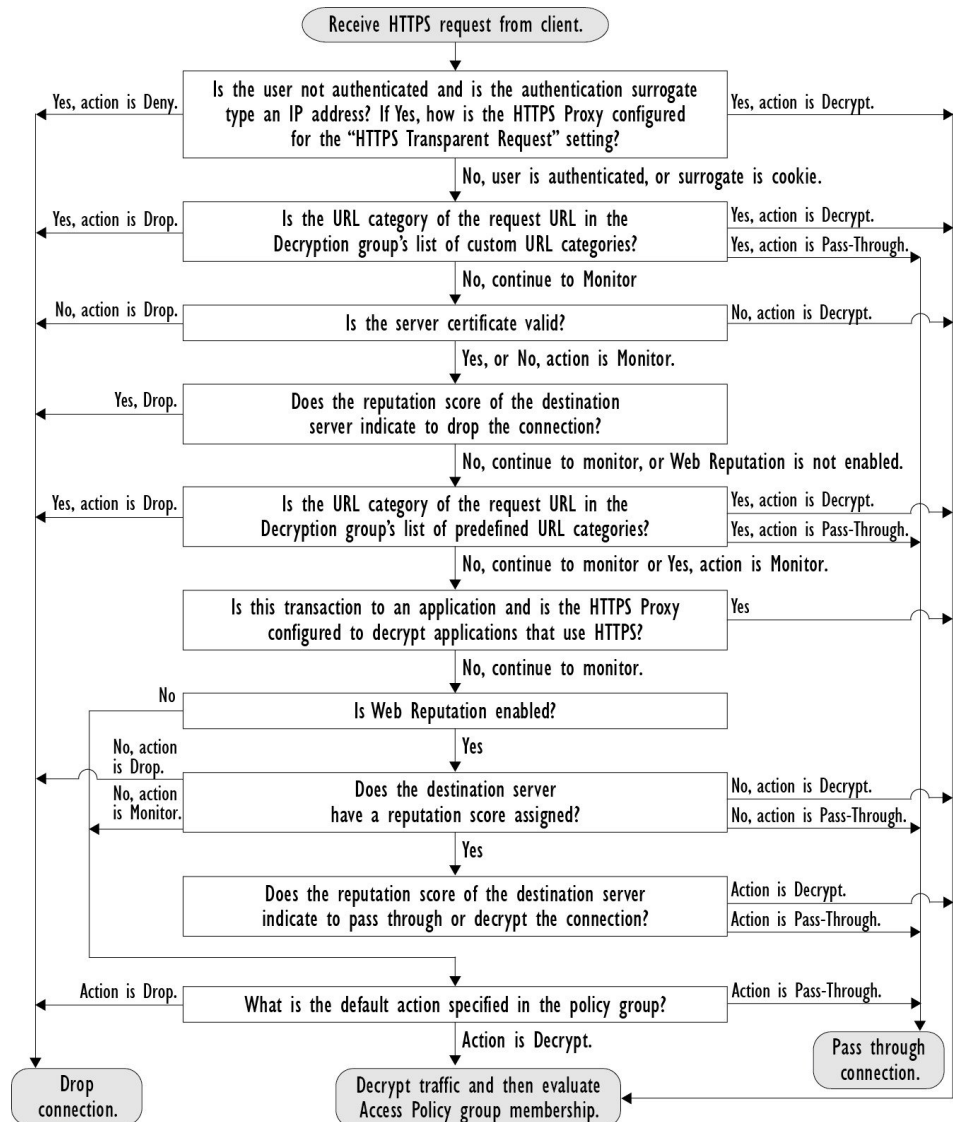 Receive HTTPS request from client.
Yes, action is Deny.
Is the user not authenticated and is the authentication surrogate
type an IP address? If Yes, how is the HTTPS Proxy configured
for the “HTTPS Transparent Request” setting?
Yes, action is Decrypt.
No, user is authenticated, or surrogate is cookie.
Yes, action is Drop.
Is the URL category of the request URL in the
Decryption group’s list of custom URL categories?
Yes, action is Decrypt.
Yes, action is Pass-Through.
No, continue to Monitor
No, action is Drop.
Is the server certificate valid?
No, action is Decrypt.
Yes, or No, action is Monitor.
Yes, Drop.
Does the reputation score of the destination
server indicate to drop the connection?
No, continue to monitor, or Web Reputation is not enabled.
Yes, action is Drop.
Is the URL category of the request URL in the
Decryption group’s list of predefined URL categories?
Yes, action is Decrypt.
Yes, action is Pass-Through.
No, continue to monitor or Yes, action is Monitor.
Is this transaction to an application and is the HTTPS Proxy
configured to decrypt applications that use HTTPS?
Yes
No, continue to monitor.
No
Is Web Reputation enabled?
Yes
No, action
is Drop.
No, action
is Monitor.
Does the destination server
have a reputation score assigned?
No, action is Decrypt.
No, action is Pass-Through.
Yes
Does the reputation score of the destination server
indicate to pass through or decrypt the connection?
Action is Decrypt.
Action is Pass-Through.
Action is Drop.
What is the default action specified in the policy group?
Action is Pass-Through.
Action is Decrypt.
Pass through
connection.
Drop
connection.
Decrypt traffic and then evaluate
Access Policy group membership.